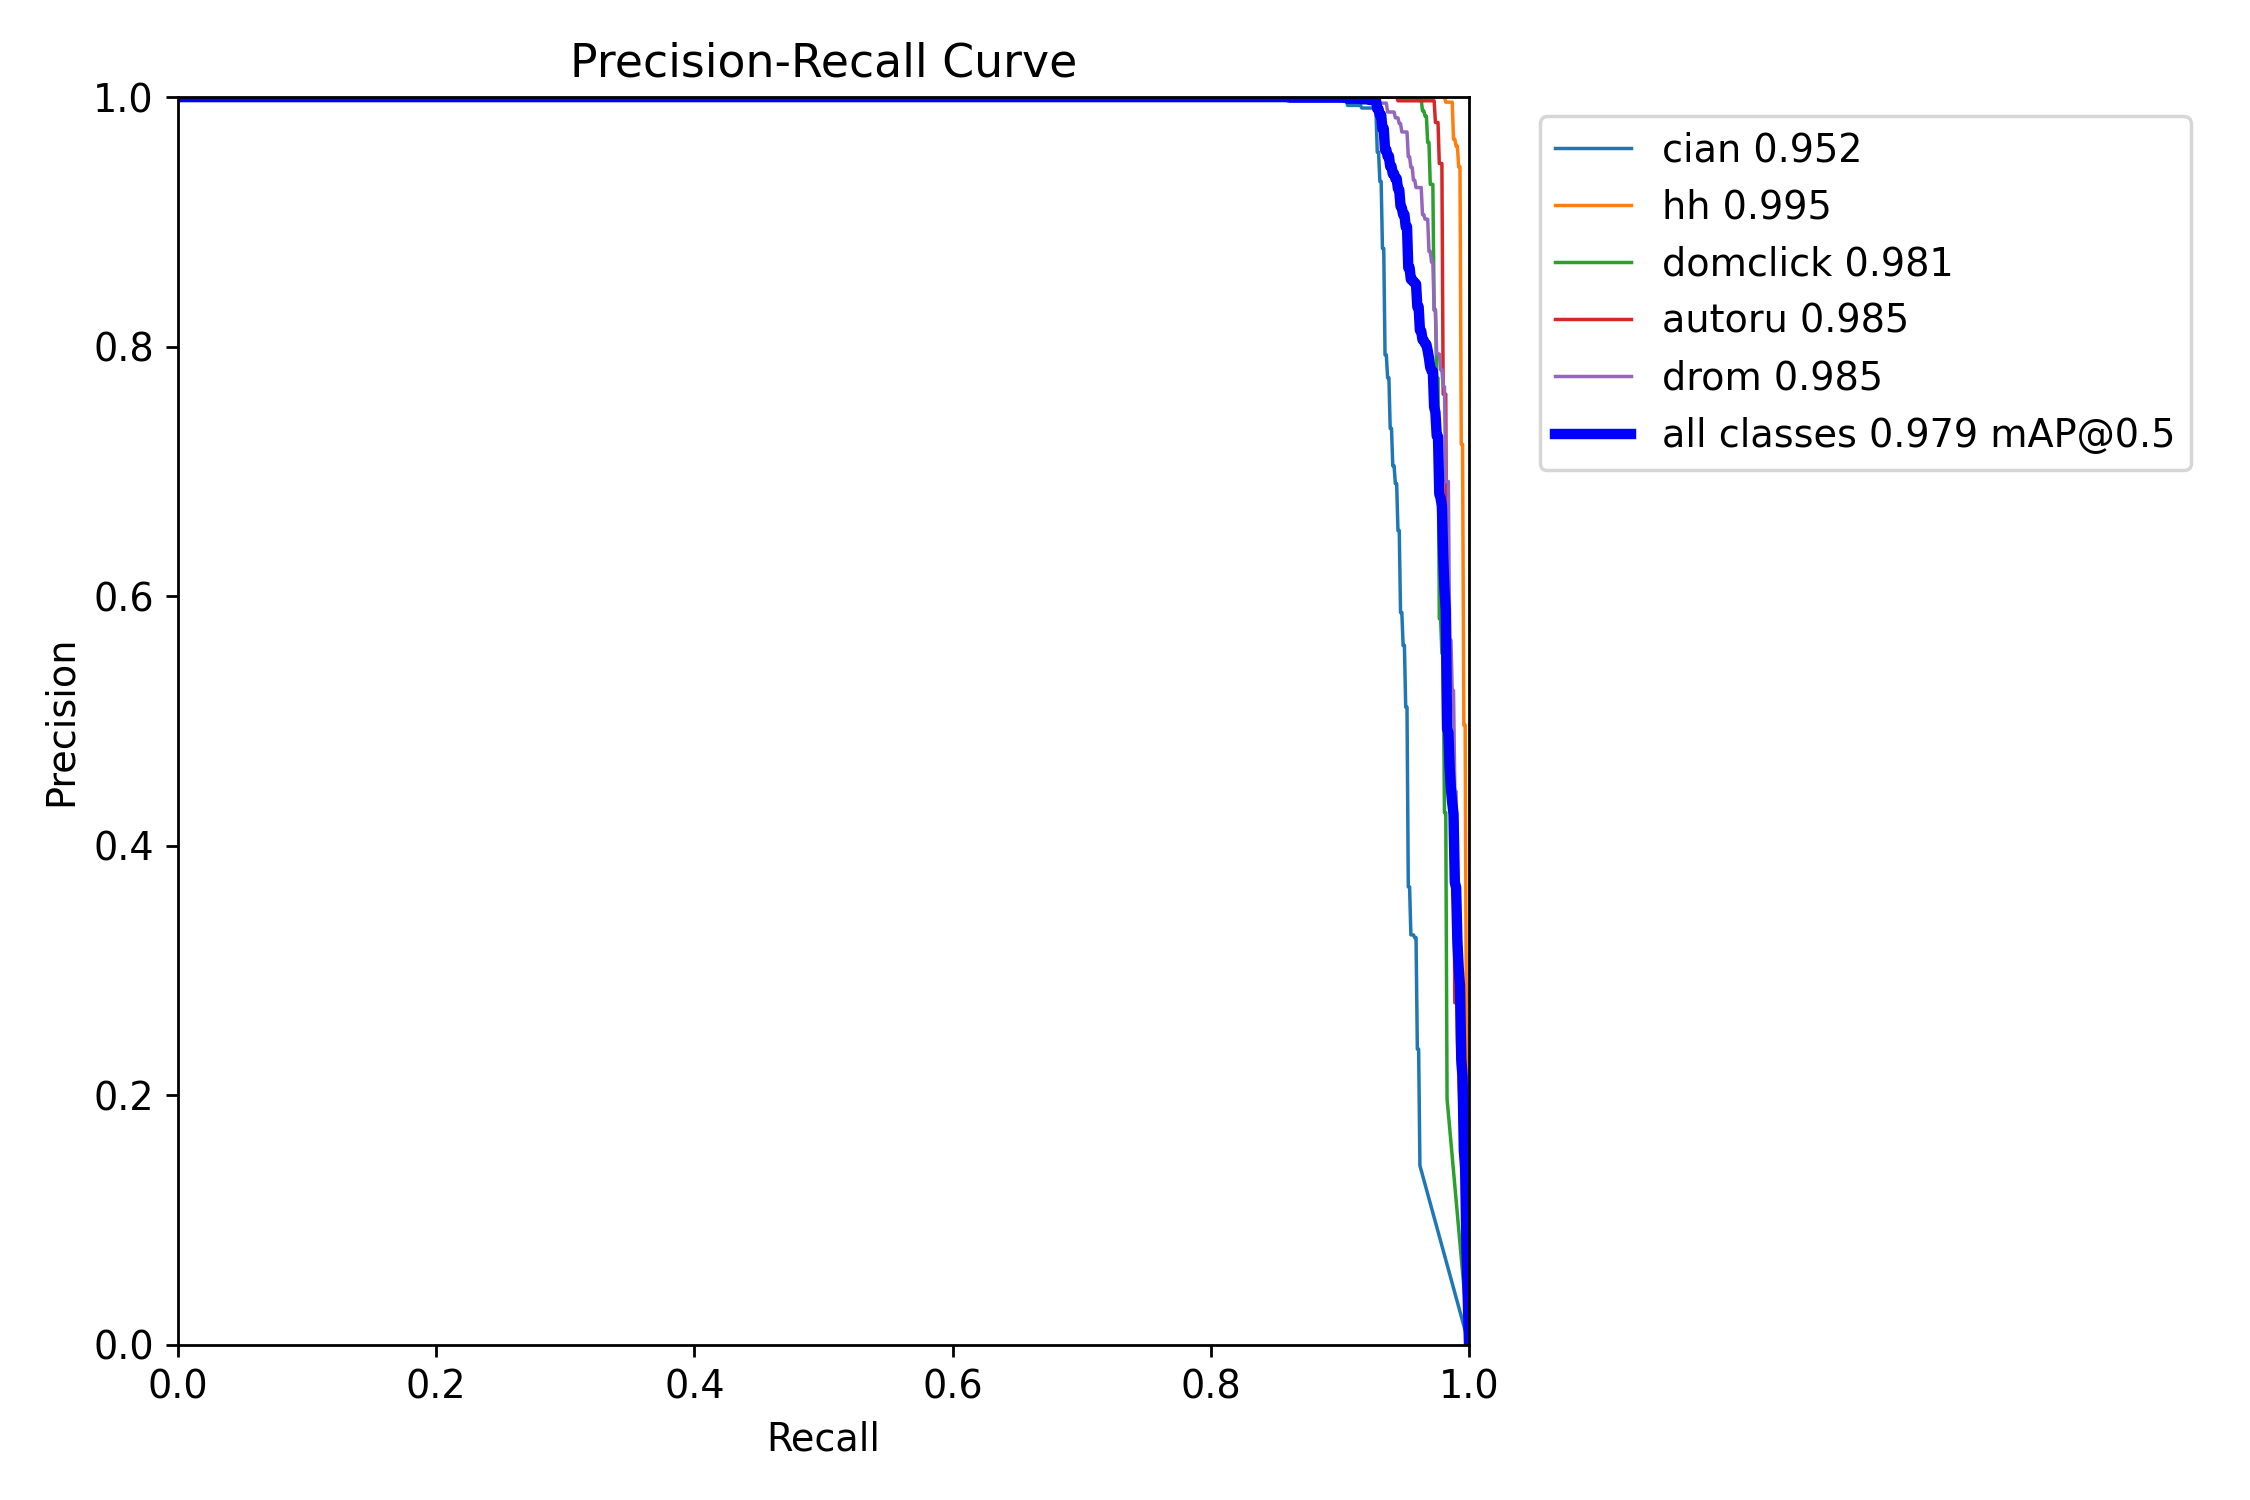 Precision-Recall Curve
1.0
0.8
0.6
0.4
0.2
0.0
Precision
0.0 0.2 0.4 0.6 0.8 1.0
Recall
cian 0.952
hh 0.995
domclick 0.981
autoru 0.985
drom 0.985
all classes 0.979 mAP@0.5